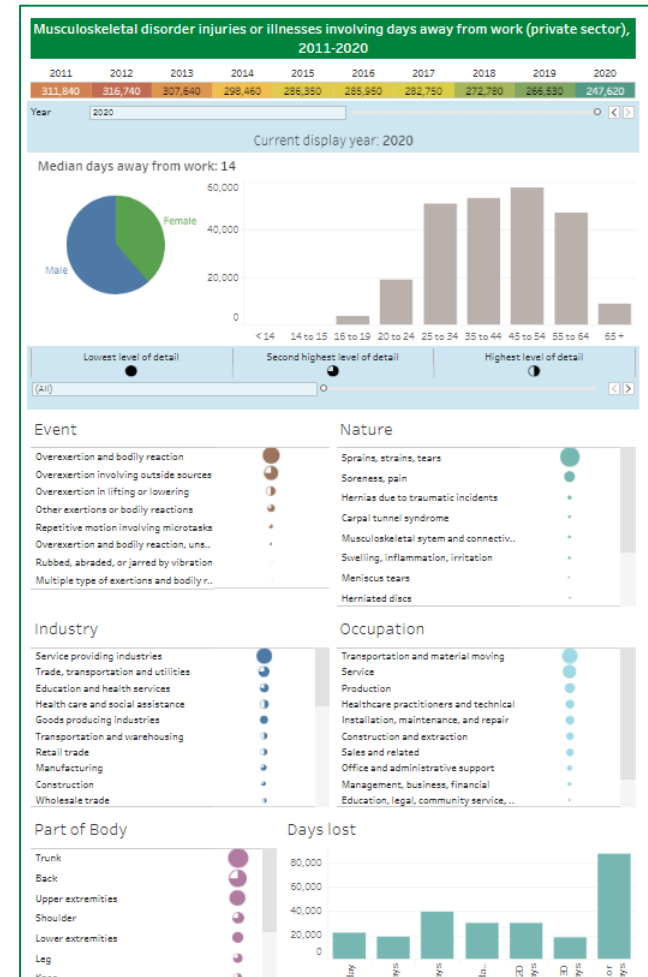 Musculoskeletal disorder injuries or illnesses involving days away from work (private sector),
2011-2020
2011 2012 2013 2014 2015 2016 2017 2018 2019 2020
311,840 316,740 307,640 298,460 286,350 285,950 282,750 272,780 266,530 247,620
Year 2020
Current display year: 2020
Median days away from work: 14
Female
Male
60,000
40,000
20,000
0
<14 14 to 15 16 to 19 20 to 24 25 to 34 35 to 44 45 to 54 55 to 64 65 +
Lowest level of detail Second highest level of detail Highest level of detail
(All)
Event
Overexertion and bodily reaction
Overexertion involving outside sources
Overexertion in lifting or lowering
Other exertions or bodily reactions
Repetitive motion involving microtasks
Overexertion and bodily reaction, uns..
Rubbed, abraded, or jarred by vibration
Multiple type of exertions and bodily r..
Nature
Sprains, strains, tears
Soreness, pain
Hernias due to traumatic incidents
Carpal tunnel syndrome
Musculoskeletal sytem and connectiv..
Swelling, inflammation, irritation
Meniscus tears
Herniated discs
Industry
Service providing industries
Trade, transportation and utilities
Education and health services
Health care and social assistance
Goods producing industries
Transportation and warehousing
Retail trade
Manufacturing
Construction
Wholesale trade
Occupation
Transportation and material moving
Service
Production
Healthcare practitioners and technical
Installation, maintenance, and repair
Construction and extraction
Sales and related
Office and administrative support
Management, business, financial
Education, legal, community service, ..
Part of Body
Trunk
Back
Upper extremities
Shoulder
Lower extremities
Leg
Days lost
80,000
60,000
40,000
20,000
0